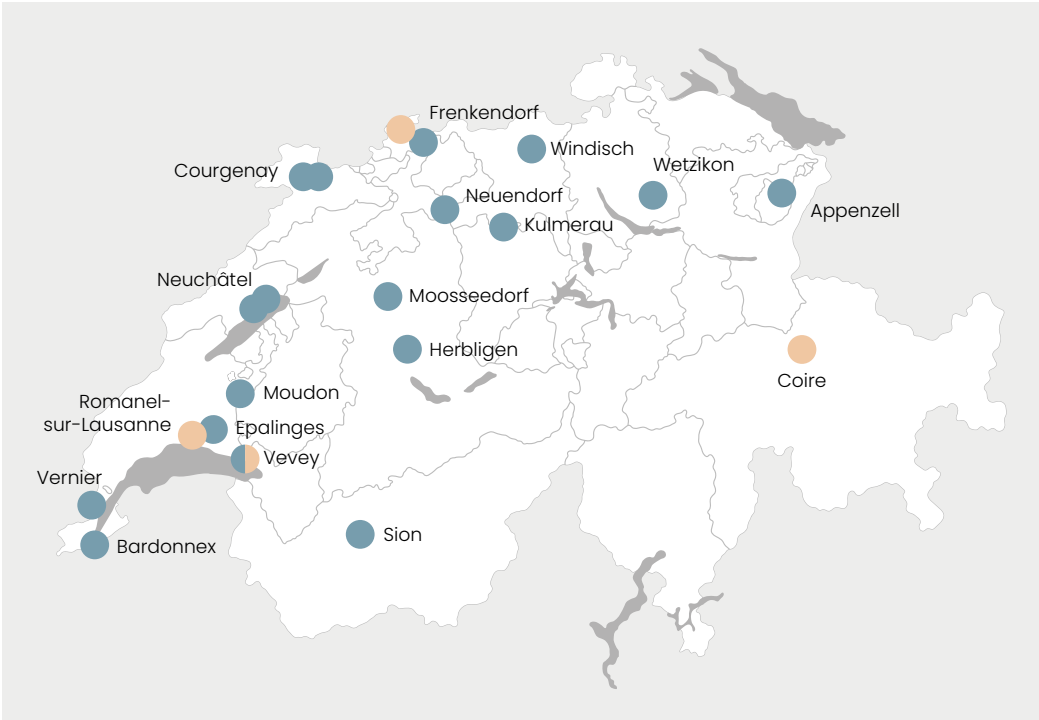 Frenkendorf
Windisch
Wetzikon
Courgenay
Neuendorf
Appenzell
Kulmerau
Neuchâtel
Moosseedorf
Herbligen
Coire
Moudon
Romanel-
sur-Lausanne
Epalinges
Vevey
Vernier
Sion
Bardonnex